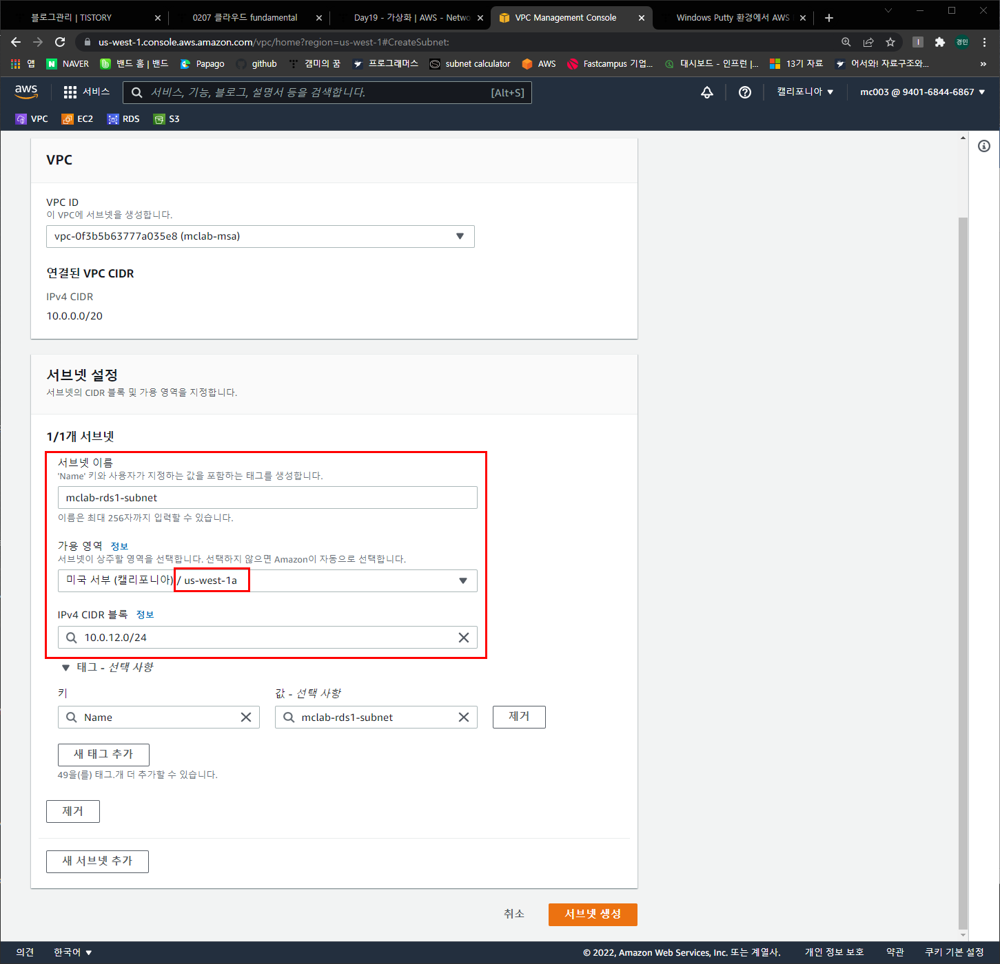 블로그관리 | TISTORY
0207 클라우드 fundamental
Day19 - 가상화 | AWS - Netwo
VPC Management Console
Windows Putty 환경에서 AWS
us-west-1.console.aws.amazon.com/vpc/home?region=us-west-1#CreateSubnet:
경민
앱
NAVER
밴드 홈 | 밴드
Papago
github
캠미의 꿈
프로그래머스
subnet calculator
AWS
Fastcampus 기업...
대시보드 - 인프런 |...
13기 자료
어서와! 자료구조와...
»
aws
서비스
서비스, 기능, 블로그, 설명서 등을 검색합니다.
[Alt+S]
캘리포니아 ▼
mc003 @ 9401-6844-6867 ▼
VPC
EC2
RDS
S3
VPC
VPC ID
이 VPC에 서브넷을 생성합니다.
vpc-0f3b5b63777a035e8 (mclab-msa)
연결된 VPC CIDR
IPv4 CIDR
10.0.0.0/20
서브넷 설정
서브넷의 CIDR 블록 및 가용 영역을 지정합니다.
1/1개 서브넷
서브넷 이름
'Name' 키와 사용자가 지정하는 값을 포함하는 태그를 생성합니다.
mclab-rds1-subnet
이름은 최대 256자까지 입력할 수 있습니다.
가용 영역 정보
서브넷이 상주할 영역을 선택합니다. 선택하지 않으면 Amazon이 자동으로 선택합니다.
미국 서부 (캘리포니아) / us-west-1a
IPv4 CIDR 블록 정보
10.0.12.0/24
▼ 태그 - 선택 사항
키
값 - 선택 사항
Name
mclab-rds1-subnet
제거
새 태그 추가
49을(를) 태그.개 더 추가할 수 있습니다.
제거
새 서브넷 추가
취소
서브넷 생성
의견
한국어 ▼
© 2022, Amazon Web Services, Inc. 또는 계열사.
개인 정보 보호
약관
쿠키 기본 설정